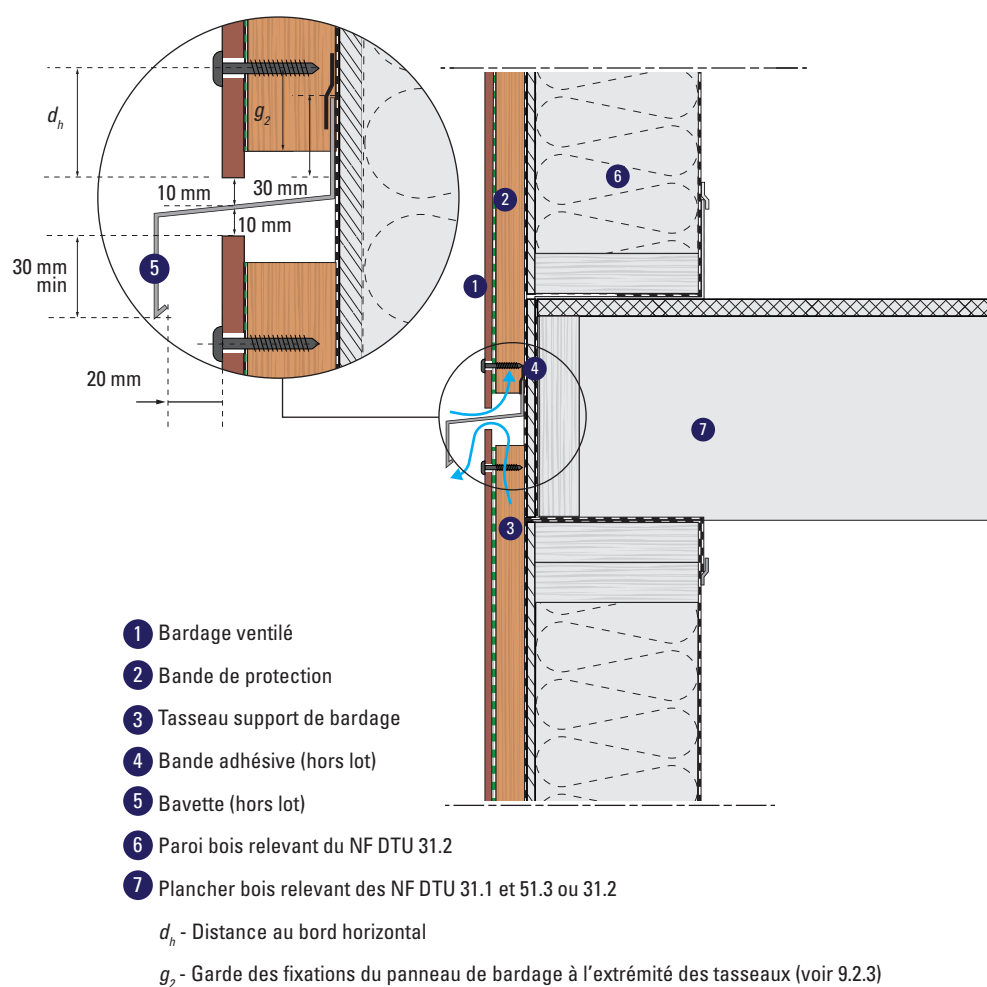 d_h
g_2
10 mm
30 mm
10 mm
5
30 mm
min
20 mm
6
2
1
4
7
3
1 Bardage ventilé
2 Bande de protection
3 Tasseau support de bardage
4 Bande adhésive (hors lot)
5 Bavette (hors lot)
6 Paroi bois relevant du NF DTU 31.2
7 Plancher bois relevant des NF DTU 31.1 et 51.3 ou 31.2
d_h - Distance au bord horizontal
g_2 - Garde des fixations du panneau de bardage à l'extrémité des tasseaux (voir 9.2.3)